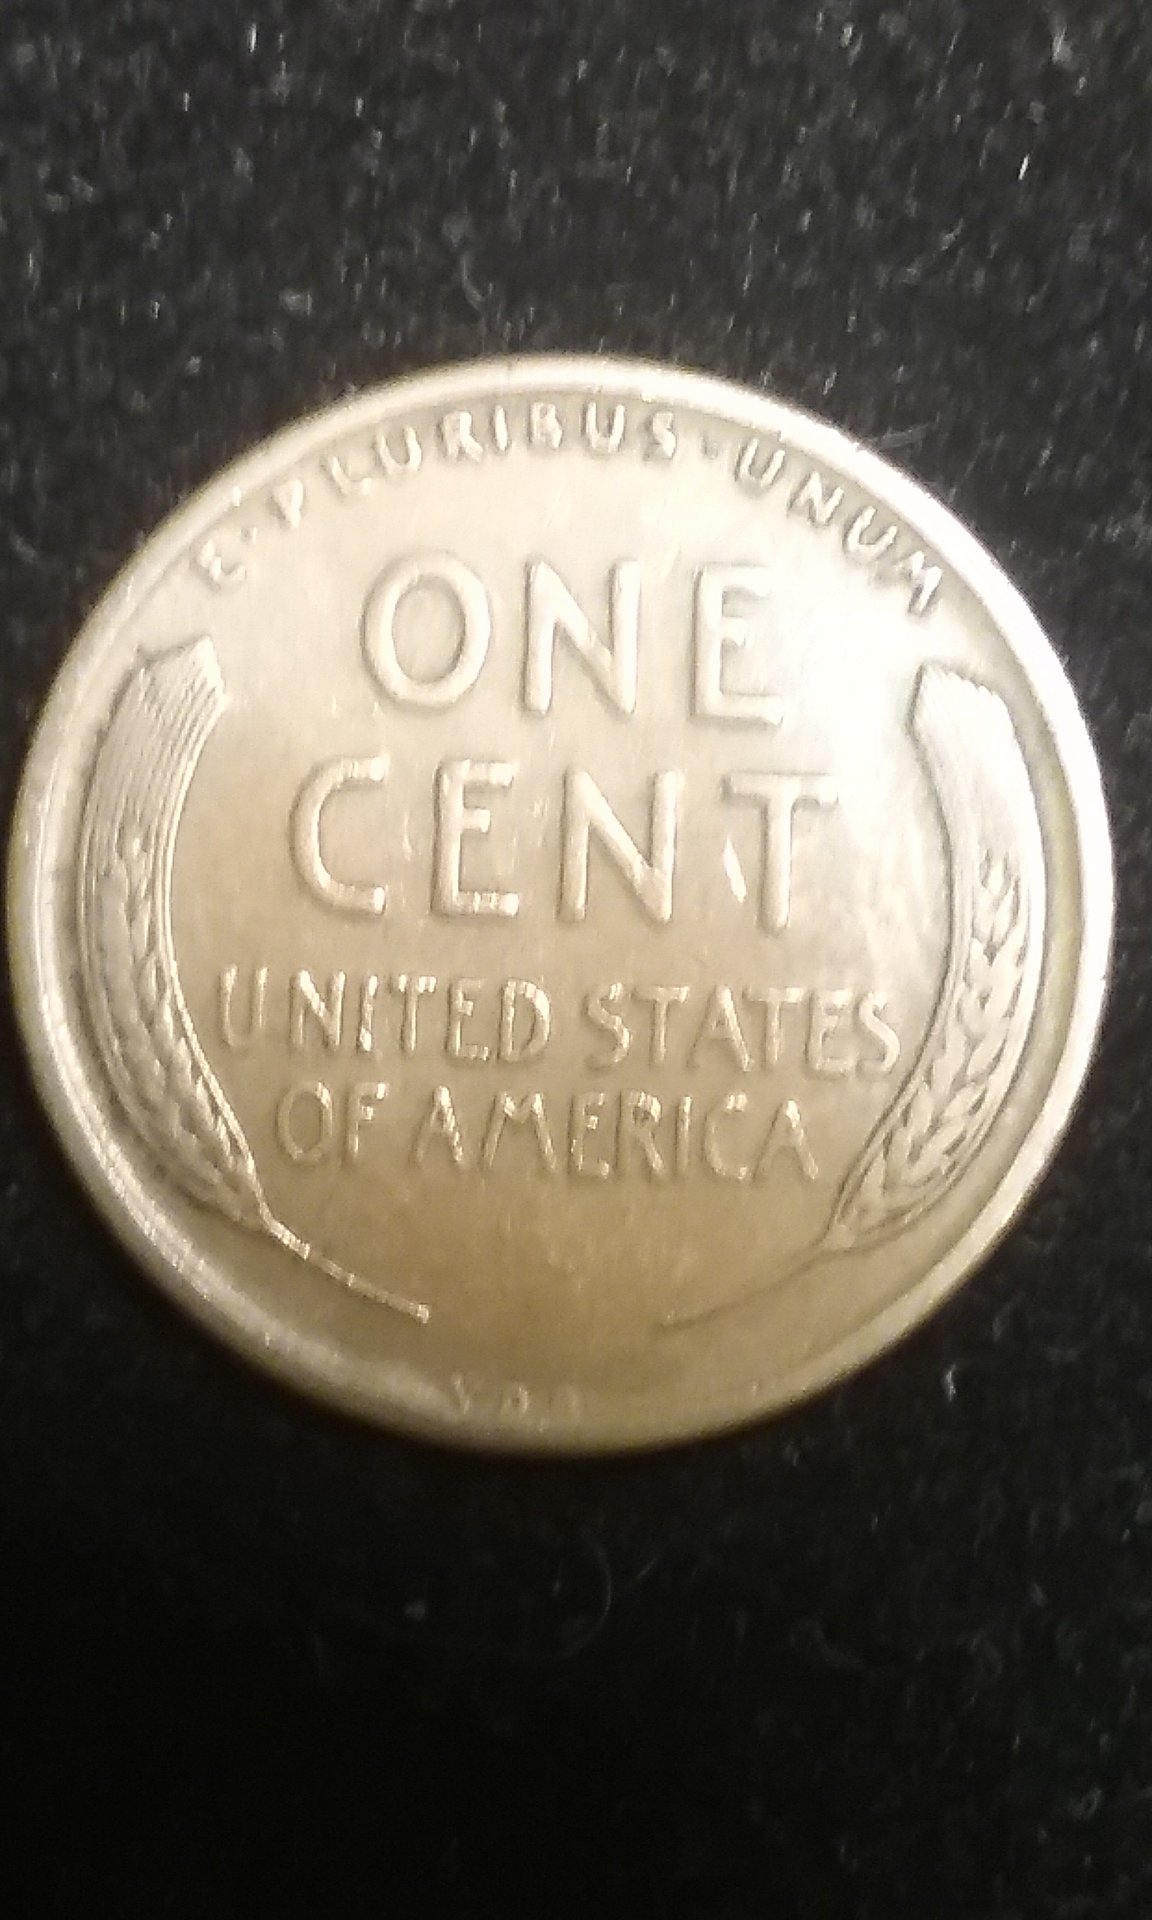 E·PLURIBUS·UNUM
ONE
CENT
UNITED STATES
OF AMERICA